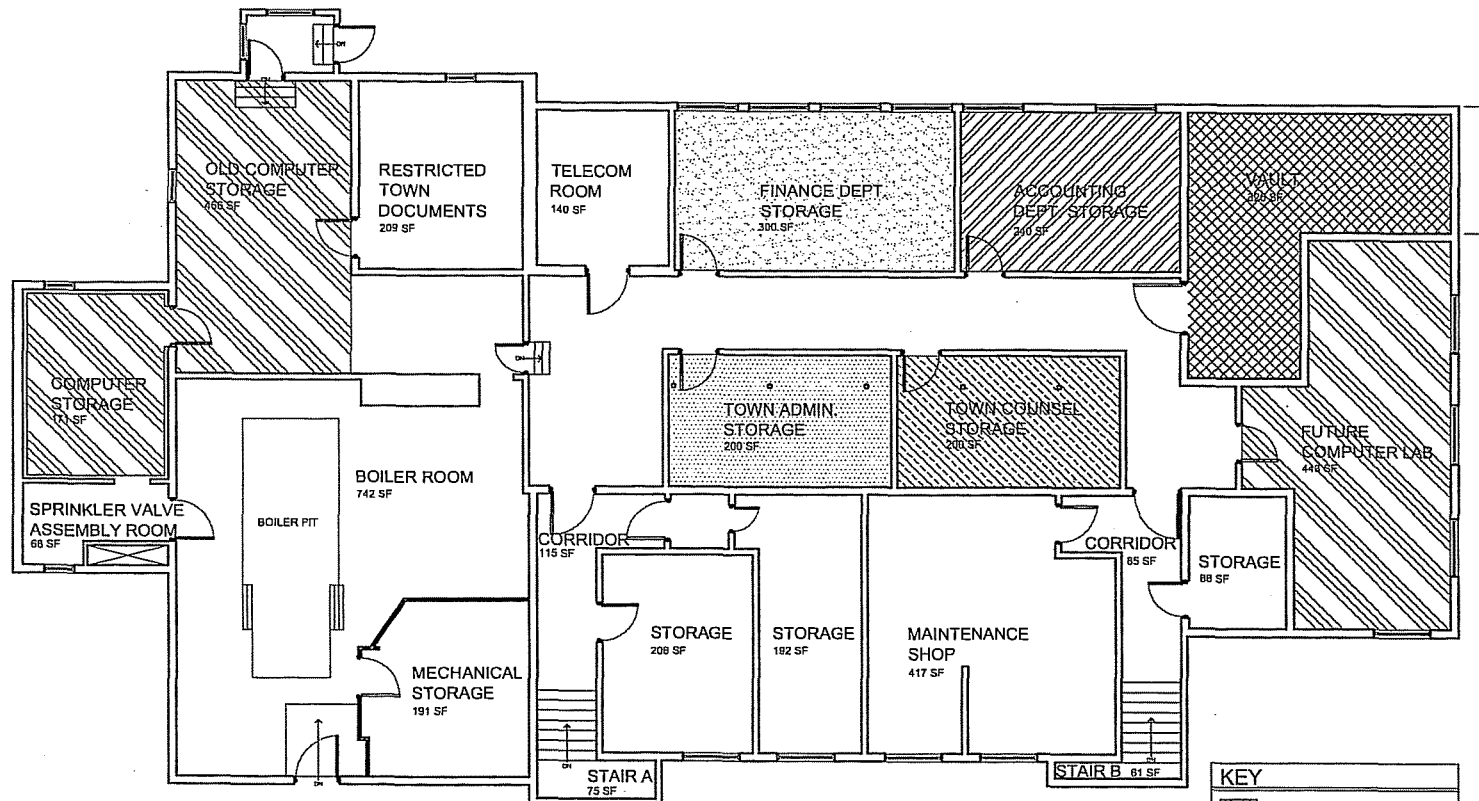 DN
DN
OLD COMPUTER
STORAGE
466 SF
RESTRICTED
TOWN
DOCUMENTS
209 SF
TELECOM
ROOM
140 SF
FINANCE DEPT.
STORAGE
300 SF
ACCOUNTING
DEPT. STORAGE
240 SF
VAULT
COMPUTER
STORAGE
171 SF
DN
TOWN ADMIN.
STORAGE
200 SF
TOWN COUNSEL
STORAGE
200 SF
FUTURE
COMPUTER LAB
448 SF
BOILER ROOM
742 SF
BOILER PIT
SPRINKLER VALVE
ASSEMBLY ROOM
68 SF
CORRIDOR
115 SF
CORRIDOR
85 SF
STORAGE
88 SF
STORAGE
208 SF
STORAGE
192 SF
MAINTENANCE
SHOP
417 SF
MECHANICAL
STORAGE
191 SF
DN
DN
DN
STAIR A
75 SF
STAIR B 61 SF
KEY